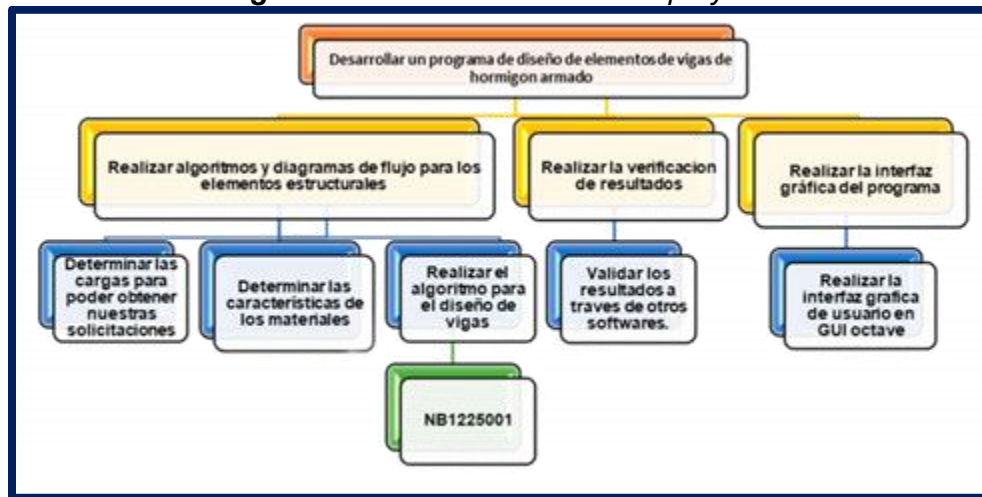 Desarrollar un programa de diseño de elementos de vigas de
hormigon armado
Realizar algoritmos y diagramas de flujo para los
elementos estructurales
Realizar la verificacion
de resultados
Realizar la interfaz
gráfica del programa
Determinar las
cargas para
poder obtener
nuestras
solicitaciones
Determinar las
características de
los materiales
Realizar el
algoritmo para
el diseño de
vigas
Validar los
resultados a
traves de otros
softwares.
Realizar la
interfaz grafica
de usuario en
GUI octave
NB1225001